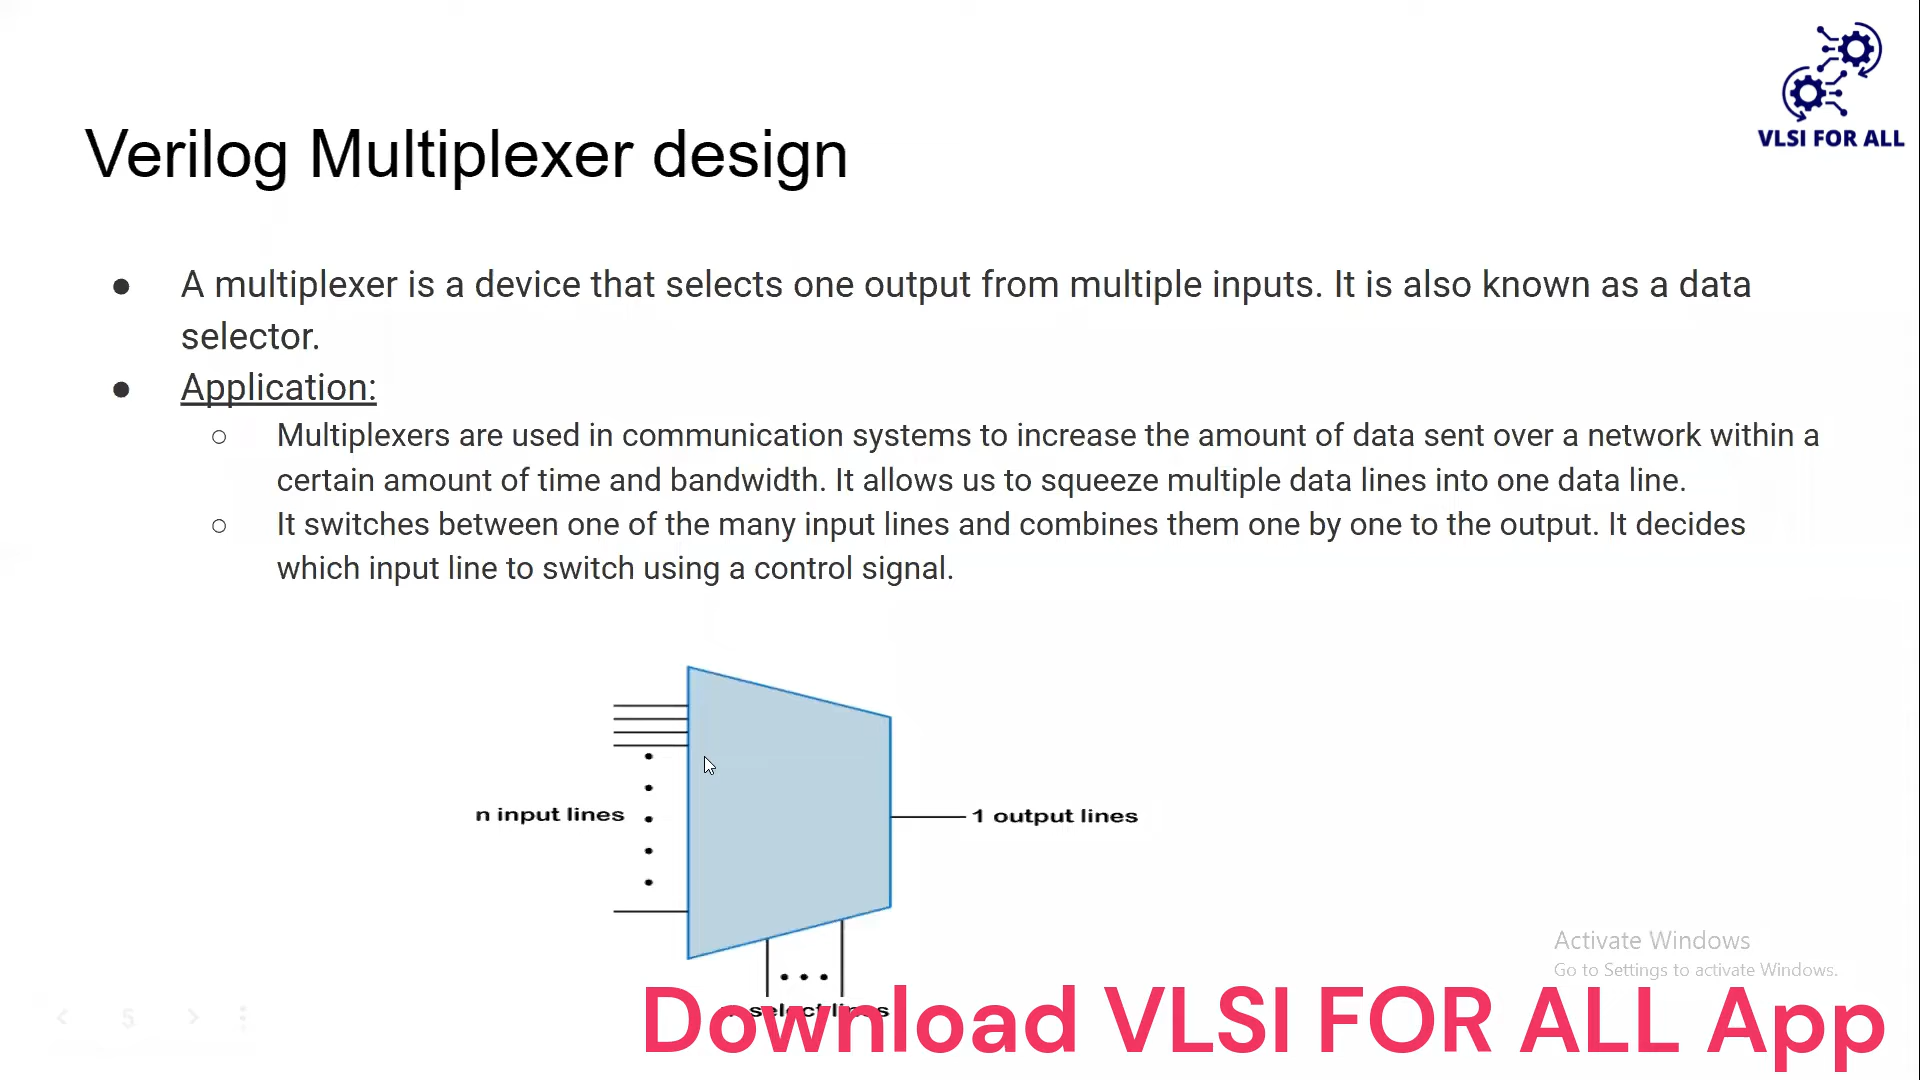 VLSI FOR ALL
Verilog Multiplexer design
● A multiplexer is a device that selects one output from multiple inputs. It is also known as a data
selector.
● Application:
○ Multiplexers are used in communication systems to increase the amount of data sent over a network within a
certain amount of time and bandwidth. It allows us to squeeze multiple data lines into one data line.
○ It switches between one of the many input lines and combines them one by one to the output. It decides
which input line to switch using a control signal.
n input lines
1 output lines
select lines
Activate Windows
Go to Settings to activate Windows.
5
Download VLSI FOR ALL App